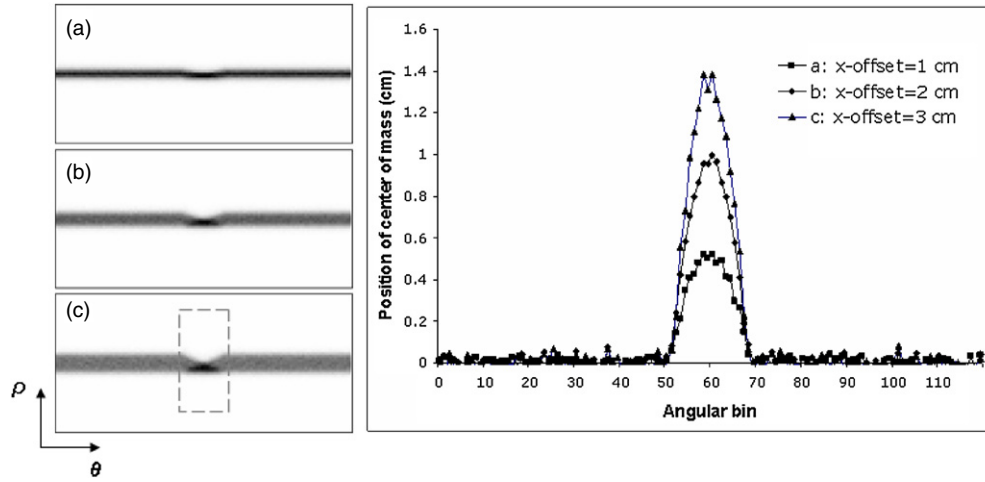 (a)
(b)
(c)
ρ
θ
1.6
1.4
1.2
1
0.8
0.6
0.4
0.2
0
Position of center of mass (cm)
a: x-offset=1 cm
b: x-offset=2 cm
c: x-offset=3 cm
0 10 20 30 40 50 60 70 80 90 100 110
Angular bin